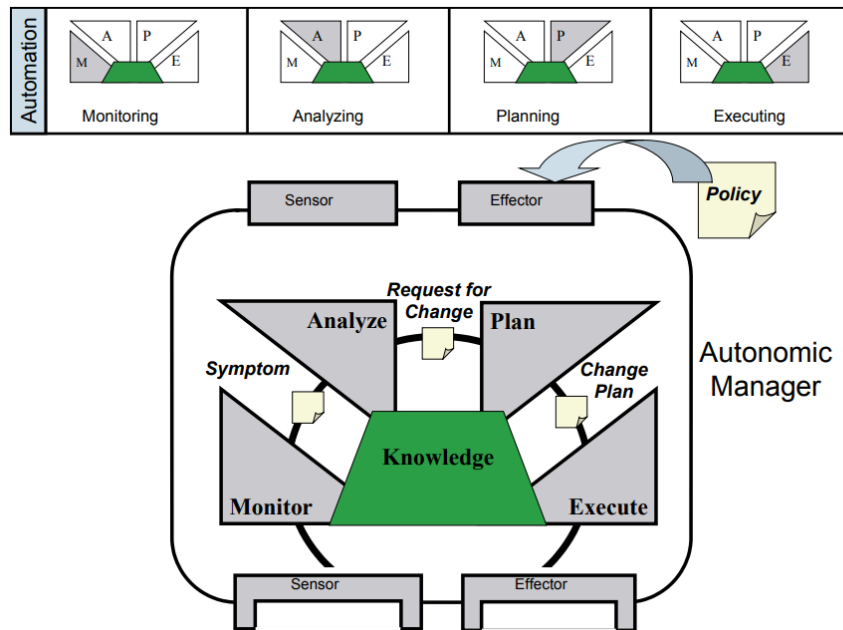 Automation
A P
M E
Monitoring
A P
M E
Analyzing
A P
M E
Planning
A P
M E
Executing
Sensor
Effector
Policy
Request for
Change
Analyze
Plan
Symptom
Change
Plan
Autonomic
Manager
Knowledge
Monitor
Execute
Sensor
Effector